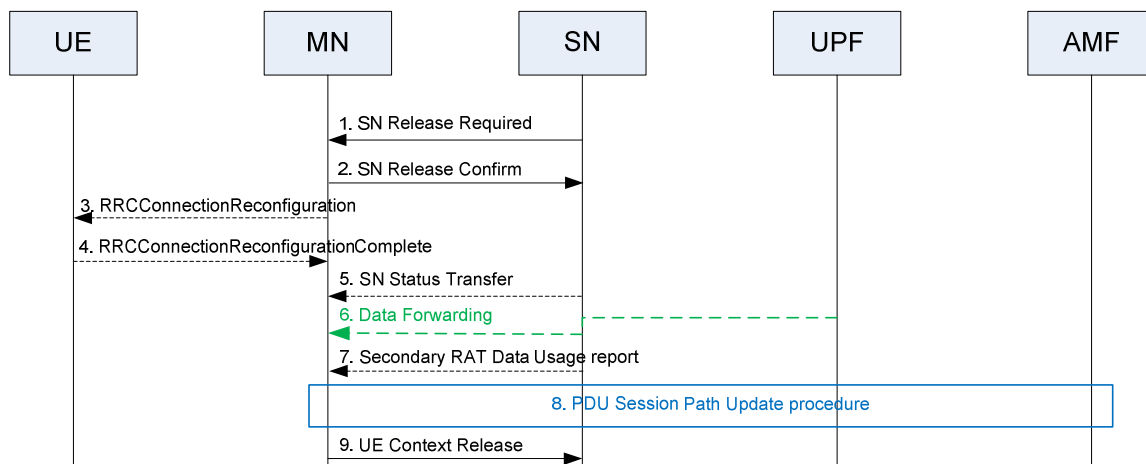 UE
MN
SN
UPF
AMF
1. SN Release Required
2. SN Release Confirm
3. RRCConnectionReconfiguration
4. RRCConnectionReconfigurationComplete
5. SN Status Transfer
6. Data Forwarding
7. Secondary RAT Data Usage report
8. PDU Session Path Update procedure
9. UE Context Release